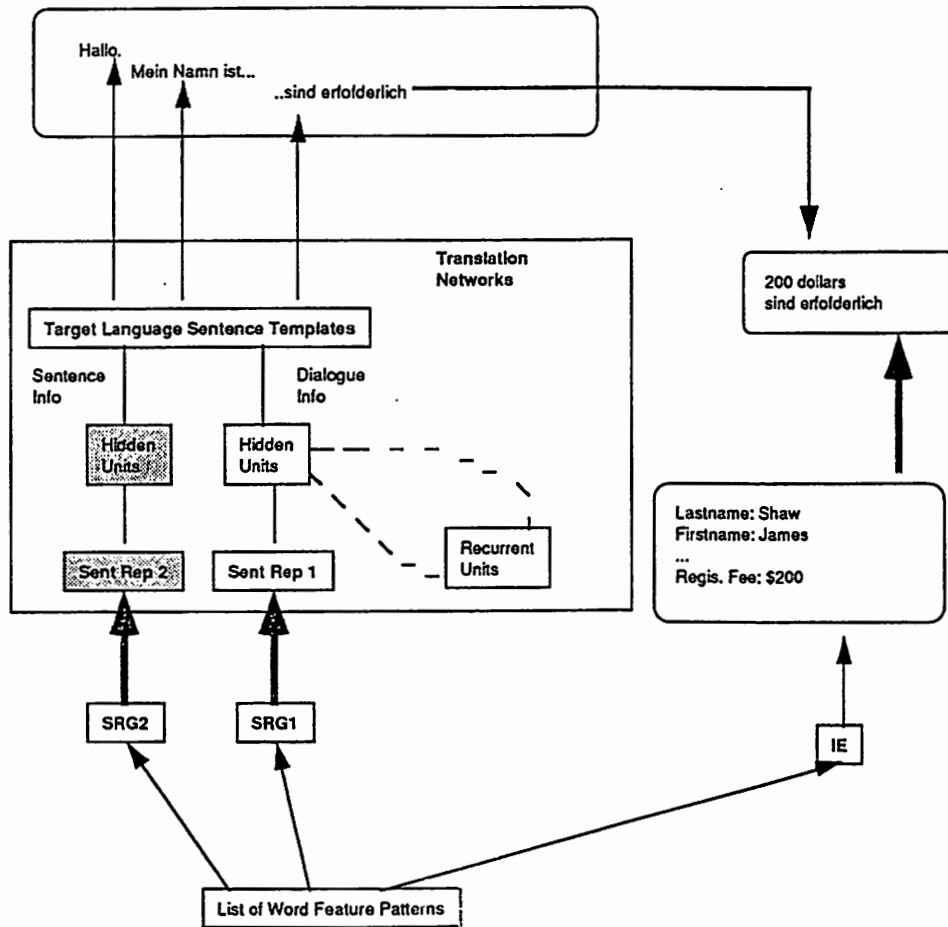 Hallo.
Mein Namn ist...
..sind erfofderlich
Translation
Networks
200 dollars
sind erfolderlich
Target Language Sentence Templates
Sentence
Info
Dialogue
Info
Hidden
Units
Hidden
Units
Lastname: Shaw
Firstname: James
...
Regis. Fee: $200
Recurrent
Units
Sent Rep 2
Sent Rep 1
SRG2
SRG1
IE
List of Word Feature Patterns